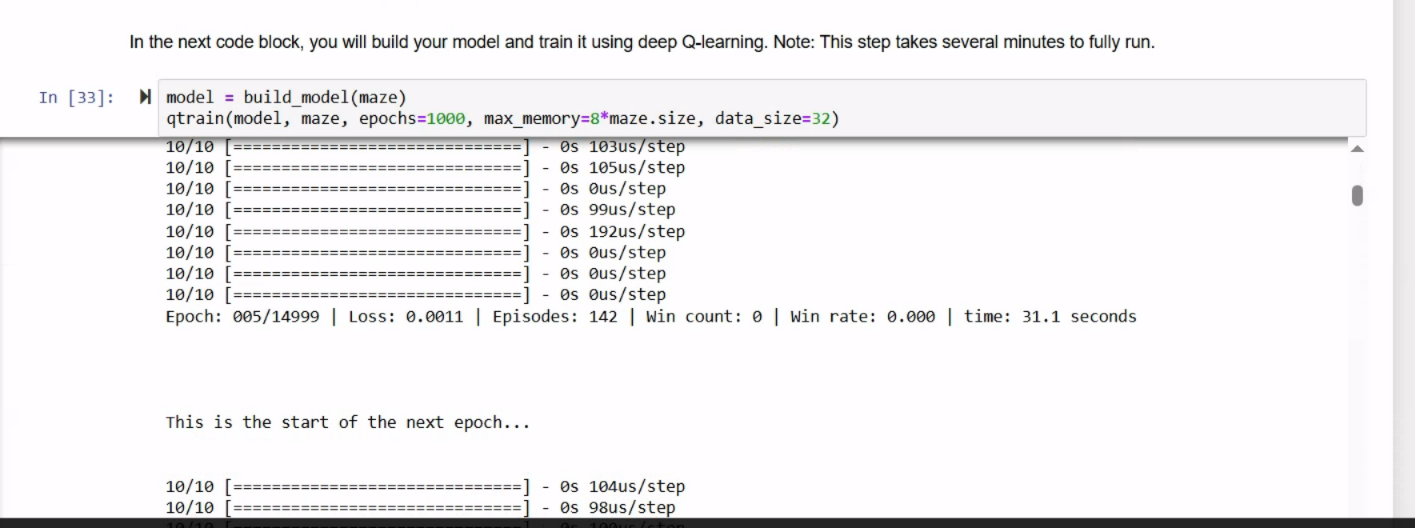 In the next code block, you will build your model and train it using deep Q-learning. Note: This step takes several minutes to fully run.
In [33]:
model = build_model(maze)
qtrain(model, maze, epochs=1000, max_memory=8*maze.size, data_size=32)
10/10 [==============================] - 0s 103us/step
10/10 [==============================] - 0s 105us/step
10/10 [==============================] - 0s 0us/step
10/10 [==============================] - 0s 99us/step
10/10 [==============================] - 0s 192us/step
10/10 [==============================] - 0s 0us/step
10/10 [==============================] - 0s 0us/step
10/10 [==============================] - 0s 0us/step
Epoch: 005/14999 | Loss: 0.0011 | Episodes: 142 | Win count: 0 | Win rate: 0.000 | time: 31.1 seconds
This is the start of the next epoch...
10/10 [==============================] - 0s 104us/step
10/10 [==============================] - 0s 98us/step